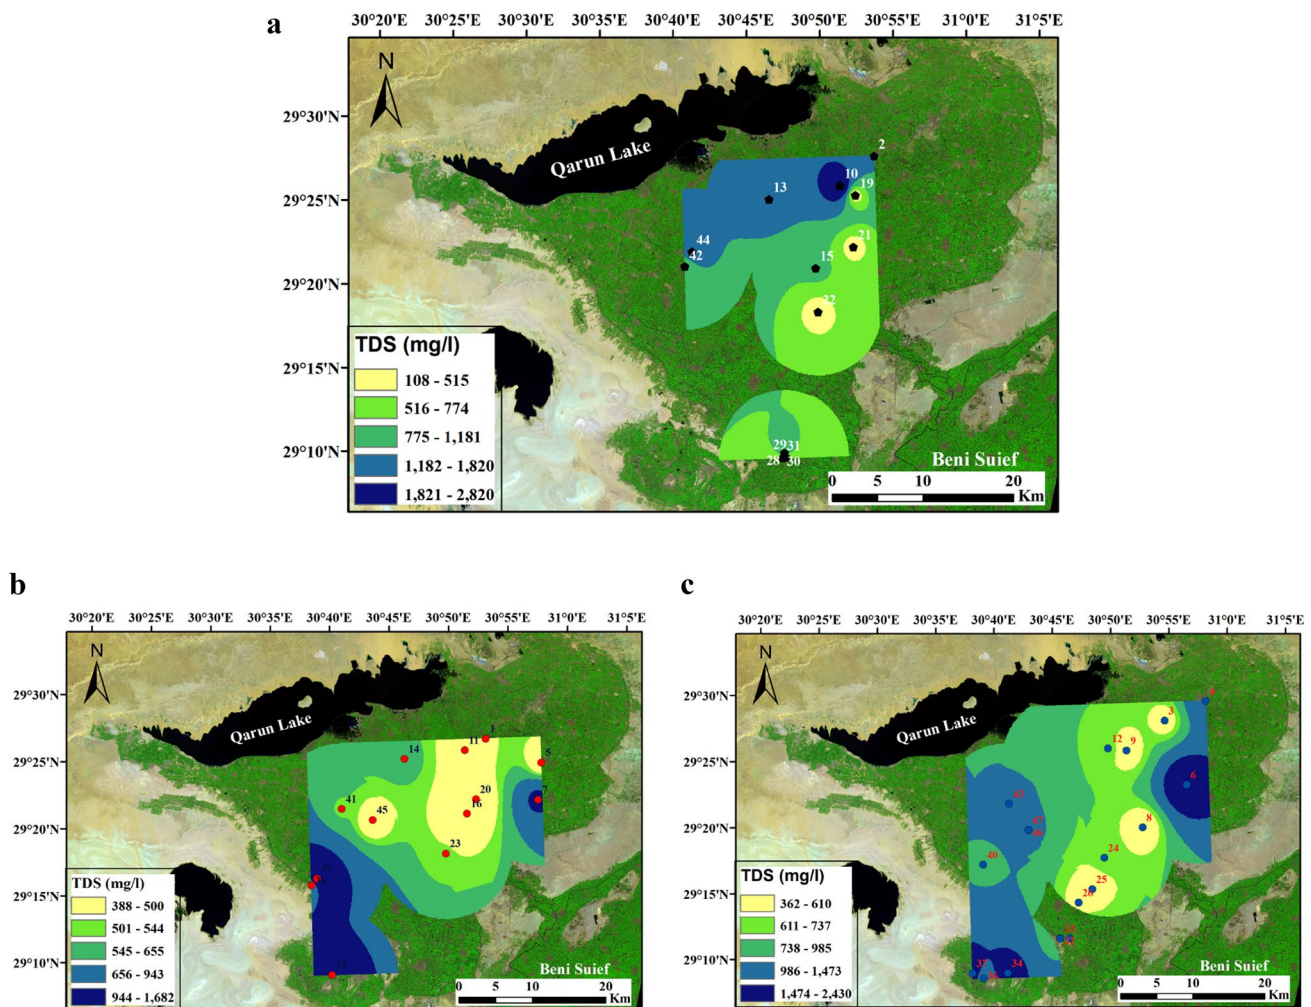 a
30°20'E 30°25'E 30°30'E 30°35'E 30°40'E 30°45'E 30°50'E 30°55'E 31°0'E 31°5'E
N
29°30'N
29°25'N
29°20'N
29°15'N
29°10'N
Qarun Lake
2
10
19
13
21
44
42
15
22
2931
28 30
TDS (mg/l)
108 - 515
516 - 774
775 - 1,181
1,182 - 1,820
1,821 - 2,820
Beni Suief
0 5 10 20
Km
b
30°20'E 30°25'E 30°30'E 30°35'E 30°40'E 30°45'E 30°50'E 30°55'E 31°0'E 31°5'E
N
29°30'N
29°25'N
29°20'N
29°15'N
29°10'N
Qarun Lake
1
11
14
5
7
20
16
41
45
23
TDS (mg/l)
388 - 500
501 - 544
545 - 655
656 - 943
944 - 1,682
Beni Suief
0 5 10 20
Km
c
30°20'E 30°25'E 30°30'E 30°35'E 30°40'E 30°45'E 30°50'E 30°55'E 31°0'E 31°5'E
N
29°30'N
29°25'N
29°20'N
29°15'N
29°10'N
Qarun Lake
4
3
12 9
6
8
24
40
25
26
37
34
TDS (mg/l)
362 - 610
611 - 737
738 - 985
986 - 1,473
1,474 - 2,430
Beni Suief
0 5 10 20
Km